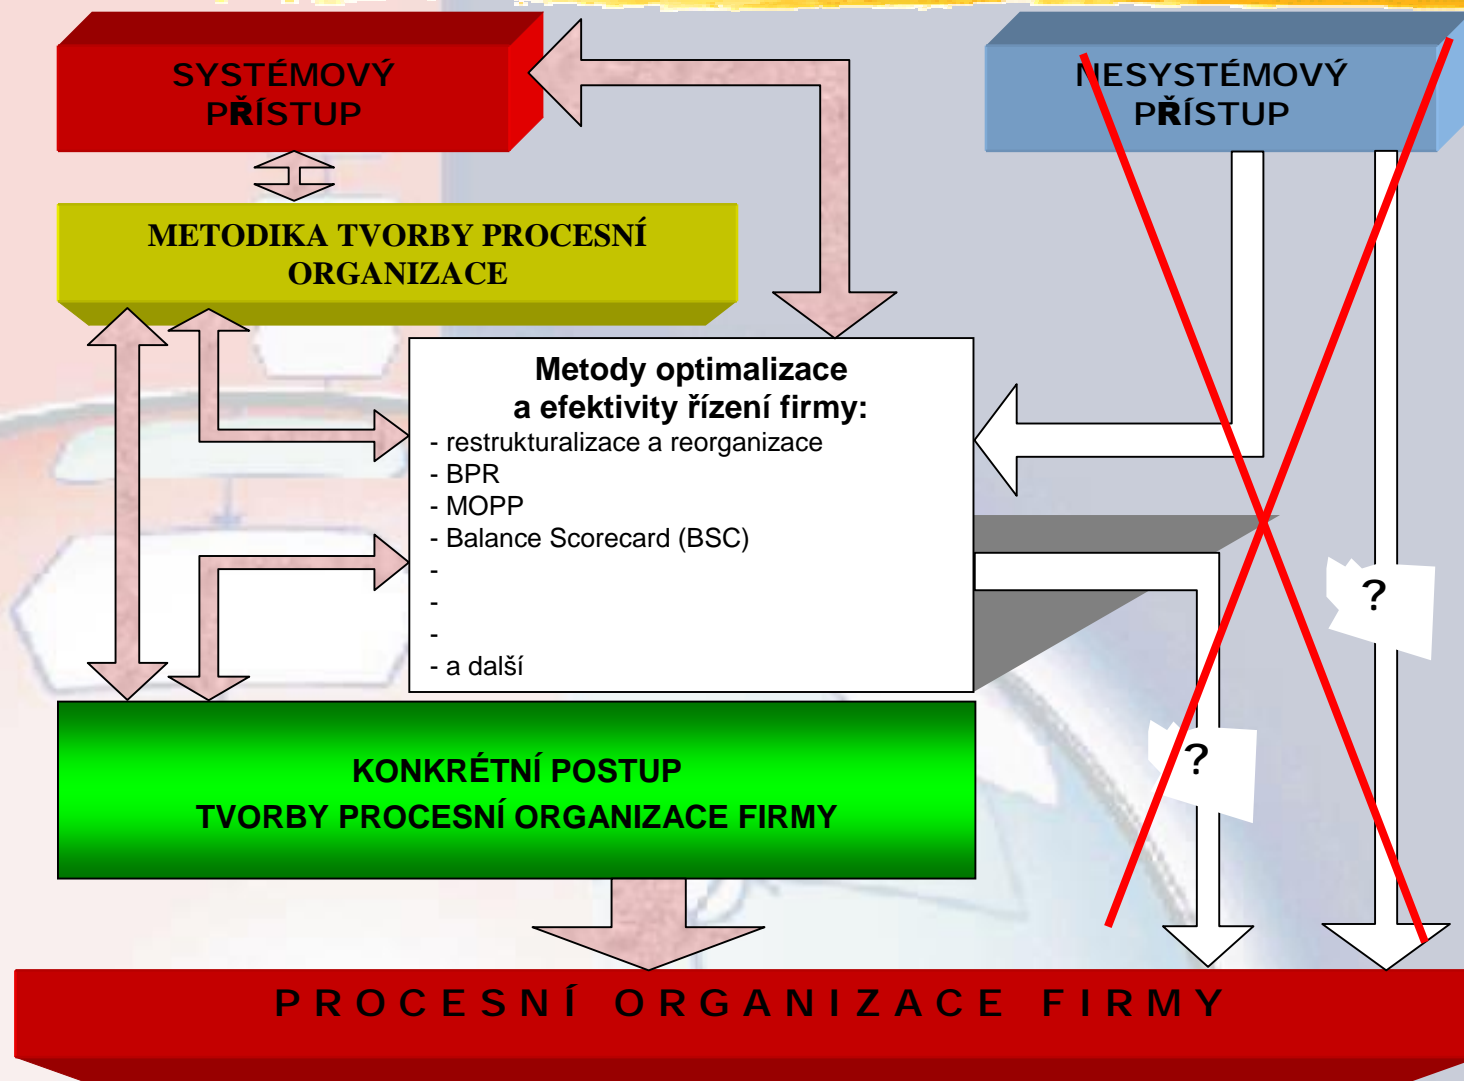 SYSTÉMOVÝ
PŘÍSTUP
NESYSTÉMOVÝ
PŘÍSTUP
METODIKA TVORBY PROCESNÍ
ORGANIZACE
Metody optimalizace
a efektivity řízení firmy:
- restrukturalizace a reorganizace
- BPR
- MOPP
- Balance Scorecard (BSC)
-
-
-
- a další
?
?
KONKRÉTNÍ POSTUP
TVORBY PROCESNÍ ORGANIZACE FIRMY
PROCESNÍ ORGANIZACE FIRMY